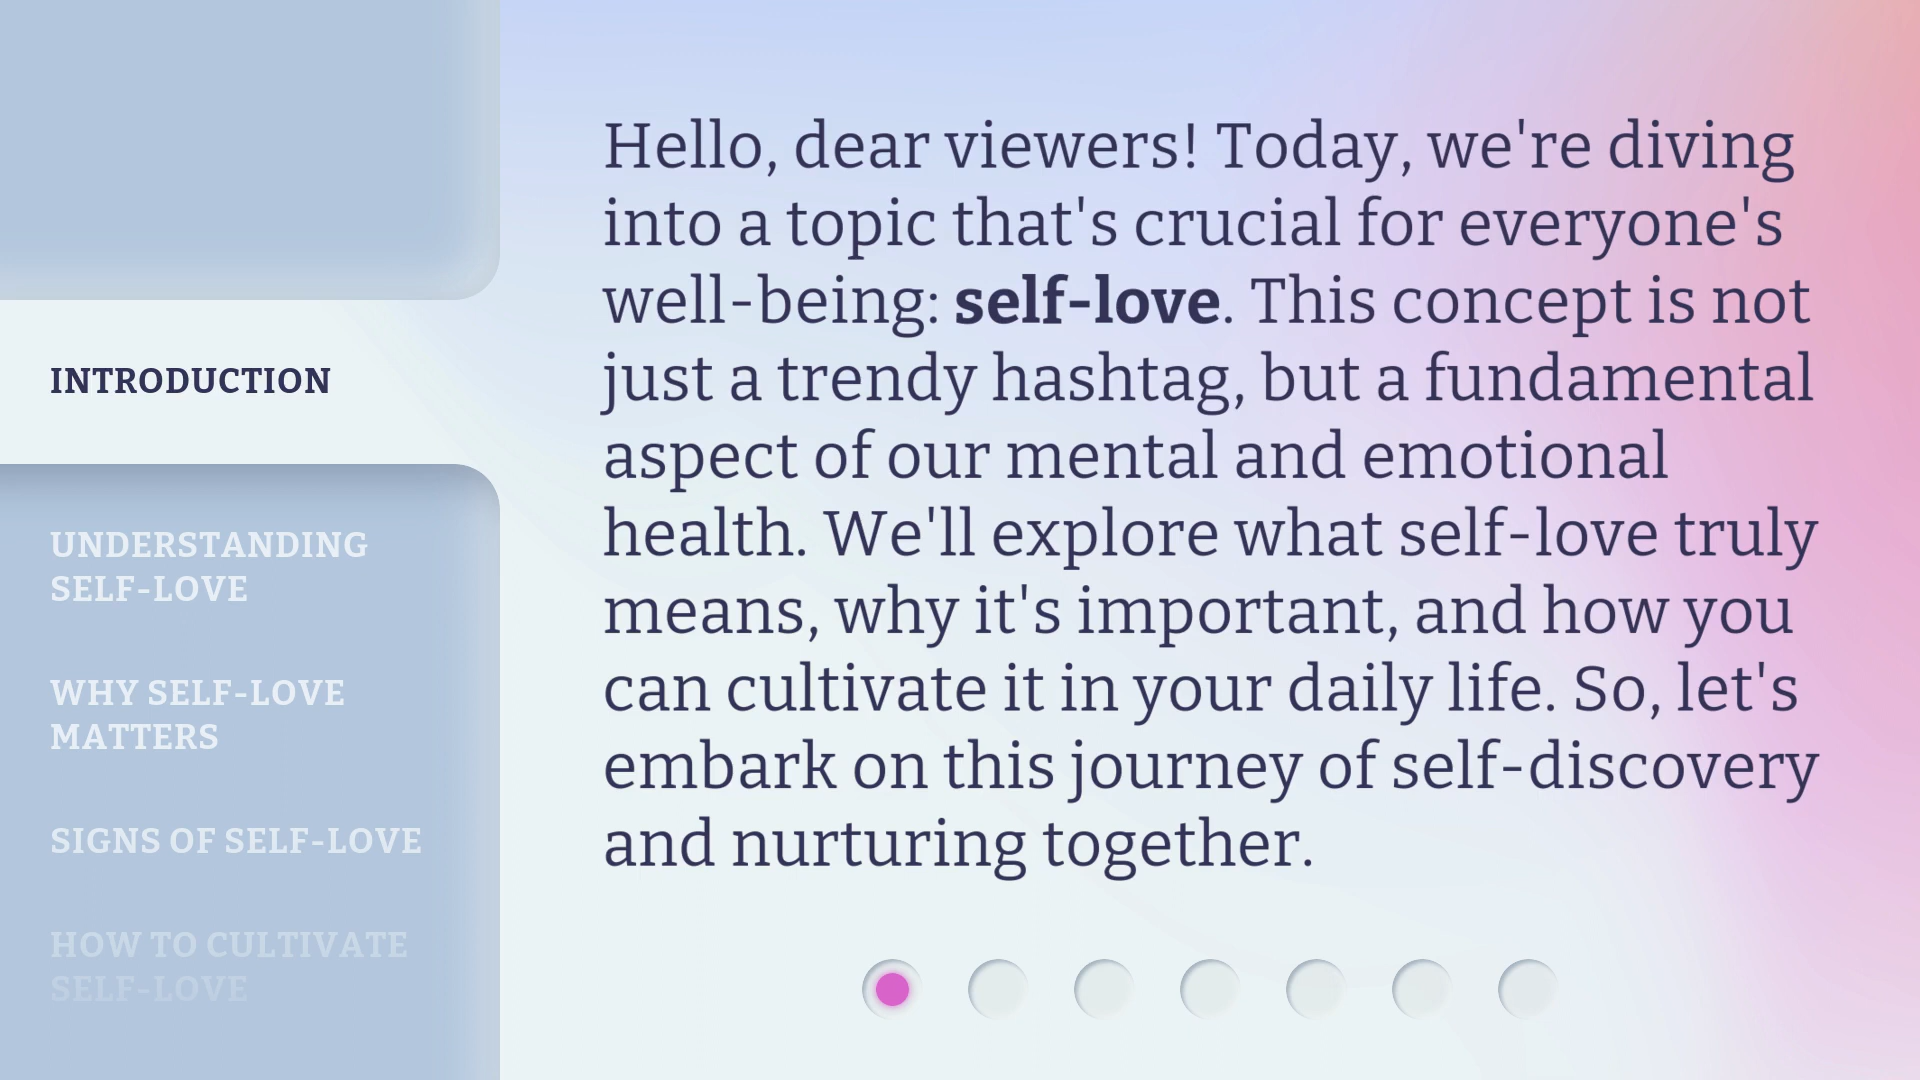 INTRODUCTION
UNDERSTANDING
SELF-LOVE
WHY SELF-LOVE
MATTERS
SIGNS OF SELF-LOVE
HOW TO CULTIVATE
SELF-LOVE
Hello, dear viewers! Today, we're diving
into a topic that's crucial for everyone's
well-being: self-love. This concept is not
just a trendy hashtag, but a fundamental
aspect of our mental and emotional
health. We'll explore what self-love truly
means, why it's important, and how you
can cultivate it in your daily life. So, let's
embark on this journey of self-discovery
and nurturing together.